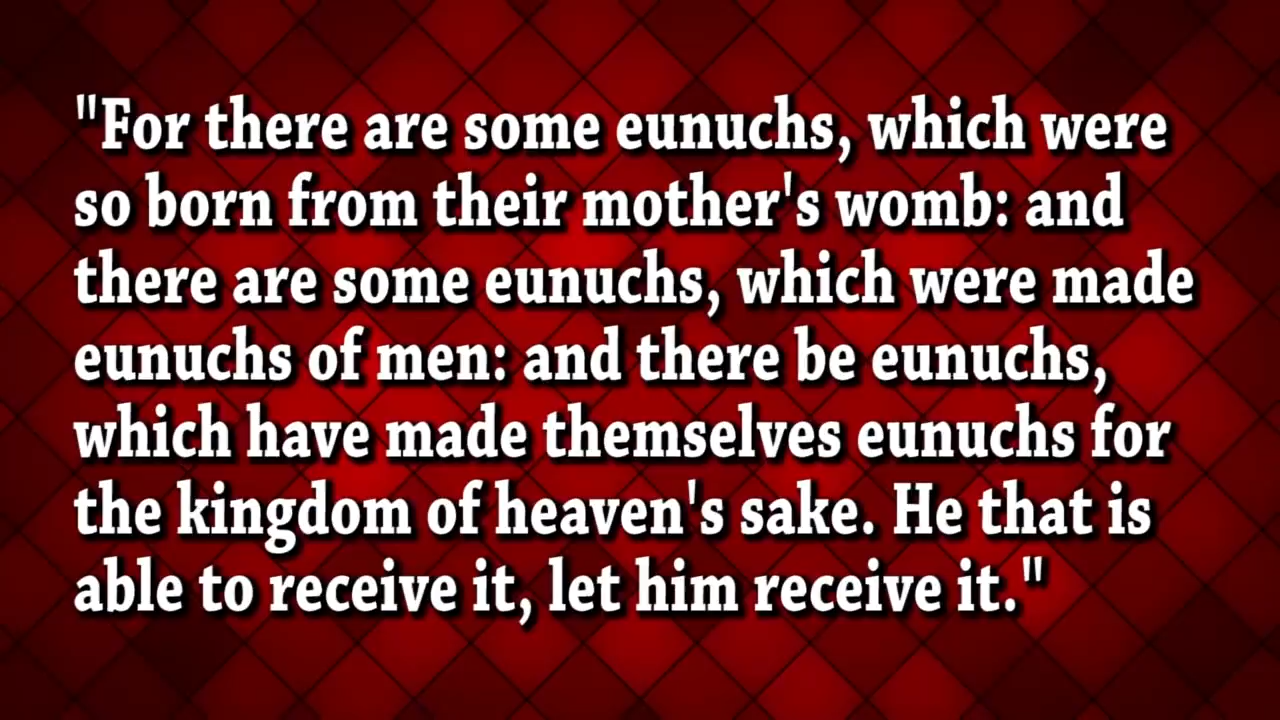 "For there are some eunuchs, which were
so born from their mother's womb: and
there are some eunuchs, which were made
eunuchs of men: and there be eunuchs,
which have made themselves eunuchs for
the kingdom of heaven's sake. He that is
able to receive it, let him receive it."